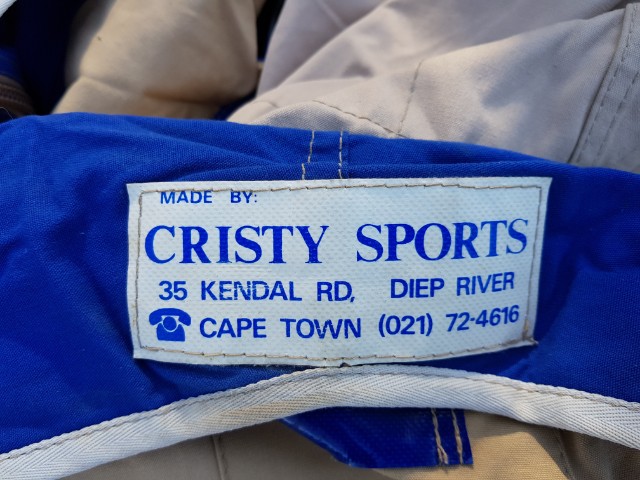 MADE BY:
CRISTY SPORTS
35 KENDAL RD, DIEP RIVER
CAPE TOWN (021) 72-4616